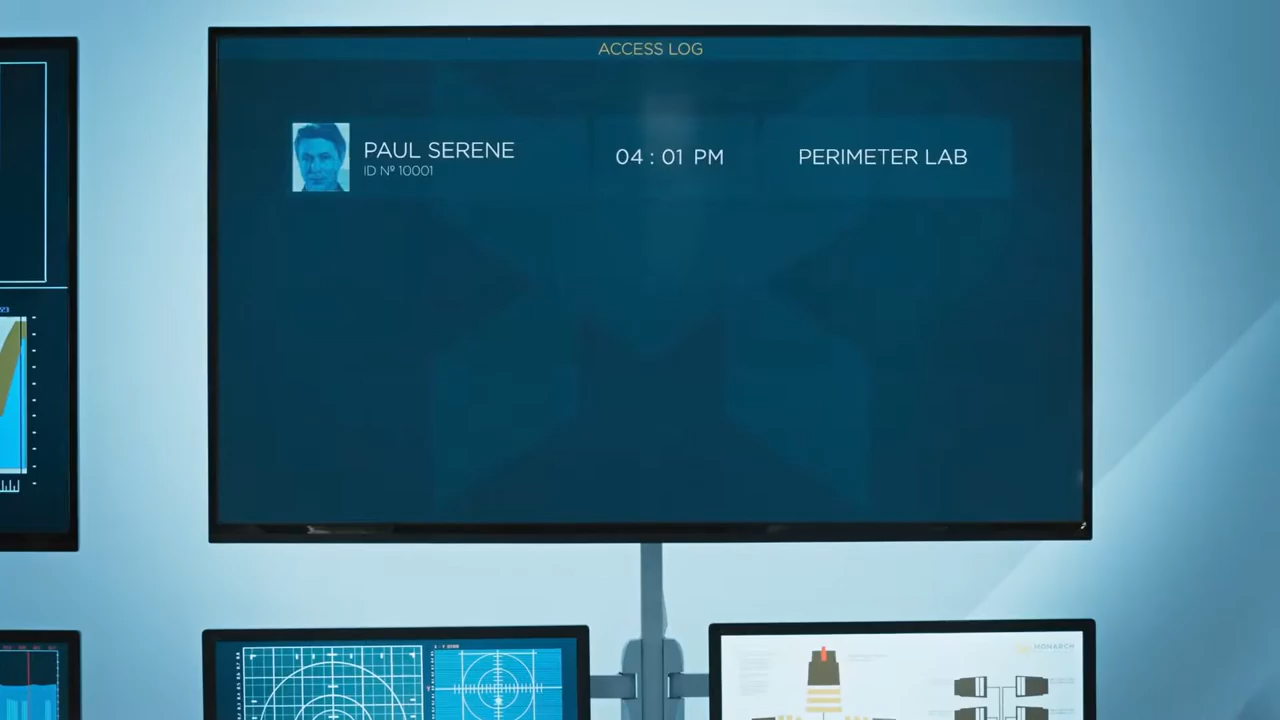 ACCESS LOG
PAUL SERENE
ID Nº 10001
04 : 01 PM
PERIMETER LAB
MONARCH